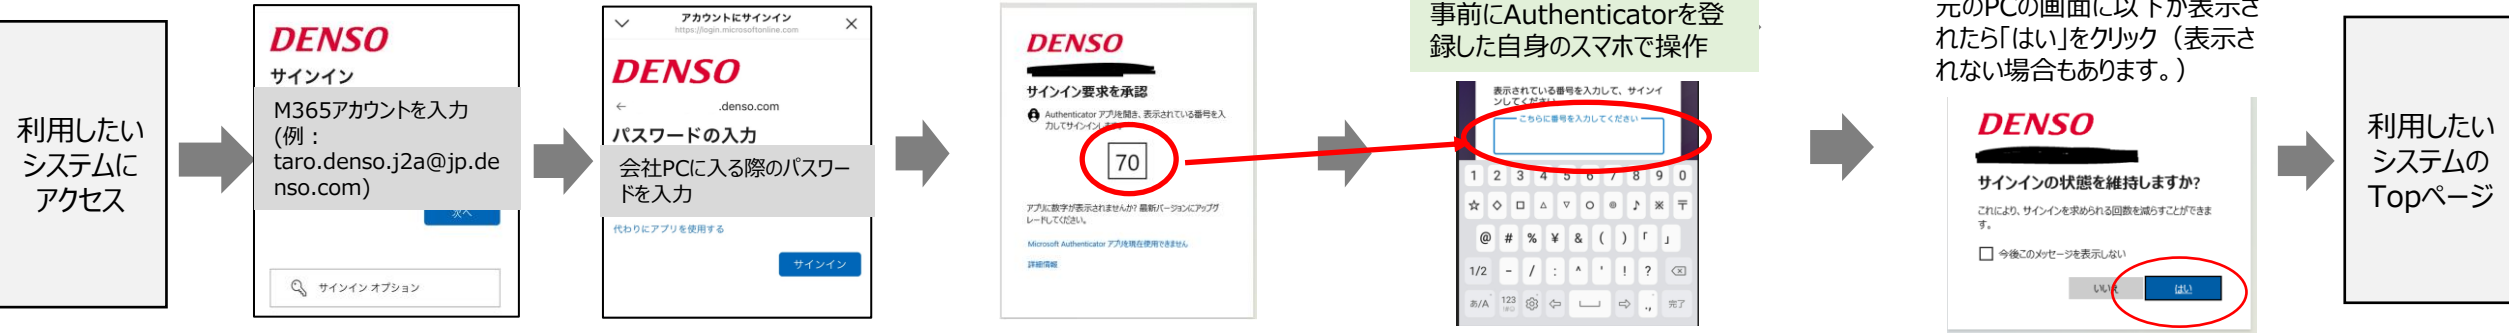 利用したい
システムに
アクセス
DENSO
サインイン
M365アカウントを入力
(例：
taro.denso.j2a@jp.de
nso.com)
次へ
サインイン オプション
アカウントにサインイン
https://login.microsoftonline.com
DENSO
← .denso.com
パスワードの入力
会社PCに入る際のパスワー
ドを入力
代わりにアプリを使用する
サインイン
DENSO
サインイン要求を承認
Authenticator アプリを開き、表示されている番号を入
力してサインインします。
70
アプリに数字が表示されませんか? 最新バージョンにアップグ
レードしてください。
Microsoft Authenticator アプリを現在使用できません
詳細情報
事前にAuthenticatorを登
録した自身のスマホで操作
表示されている番号を入力して、サインイ
ンしてください
こちらに番号を入力してください
1 2 3 4 5 6 7 8 9 0
☆ ◇ □ △ ▽ ○ ◎ ♪ ※ 〒
@ # % ¥ & ( ) 「 」
1/2 - / : ^ ' ! ?
あ/A 123 ., 完了
元のPCの画面に以下が表示さ
れたら「はい」をクリック（表示さ
れない場合もあります。）
DENSO
サインインの状態を維持しますか?
これにより、サインインを求められる回数を減らすことができま
す。
今後このメッセージを表示しない
いいえ はい
利用したい
システムの
Topページ